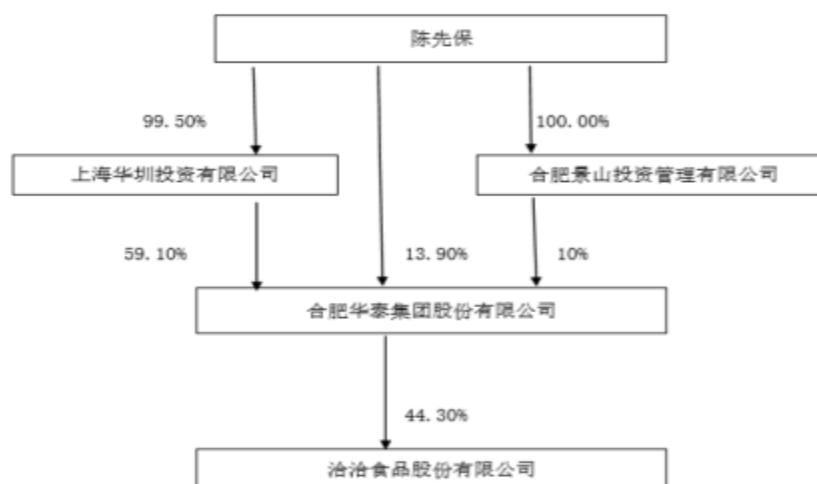 陈先保
99.50%
100.00%
上海华圳投资有限公司
合肥景山投资管理有限公司
59.10%
13.90%
10%
合肥华泰集团股份有限公司
44.30%
洽洽食品股份有限公司